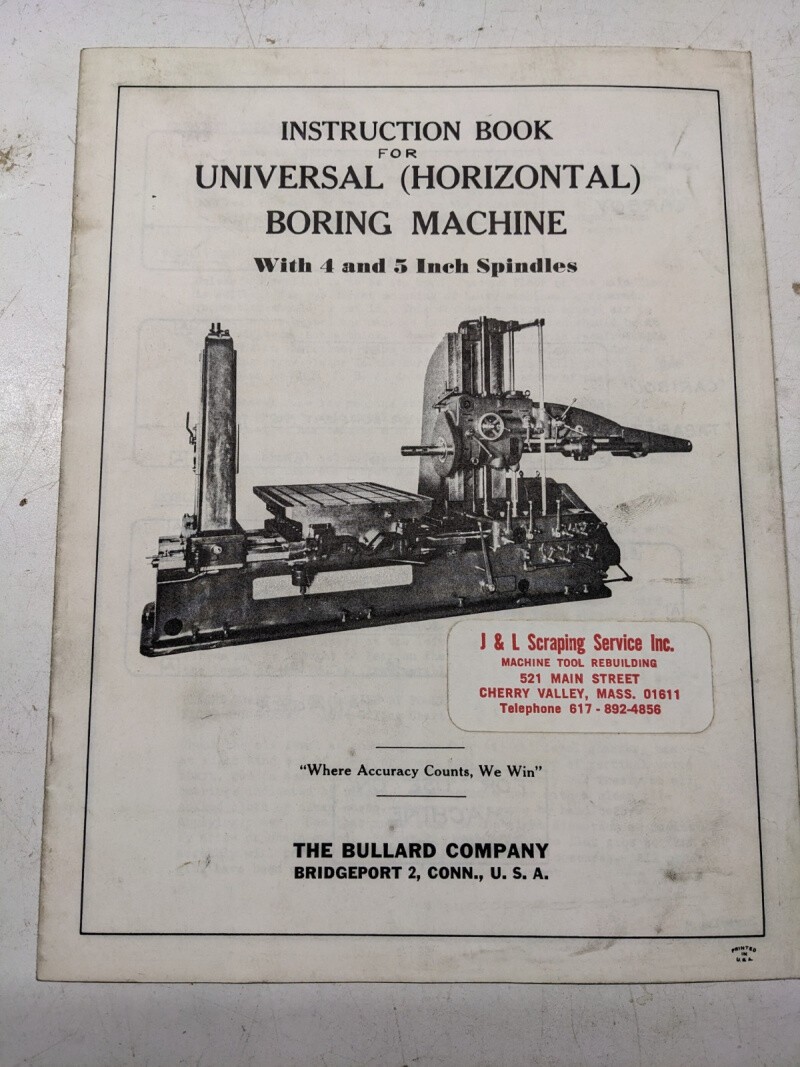 INSTRUCTION BOOK
FOR
UNIVERSAL (HORIZONTAL)
BORING MACHINE
With 4 and 5 Inch Spindles
J & L Scraping Service Inc.
MACHINE TOOL REBUILDING
521 MAIN STREET
CHERRY VALLEY, MASS. 01611
Telephone 617 - 892-4856
"Where Accuracy Counts, We Win"
THE BULLARD COMPANY
BRIDGEPORT 2, CONN., U. S. A.
PRINTED
IN
U.S.A.